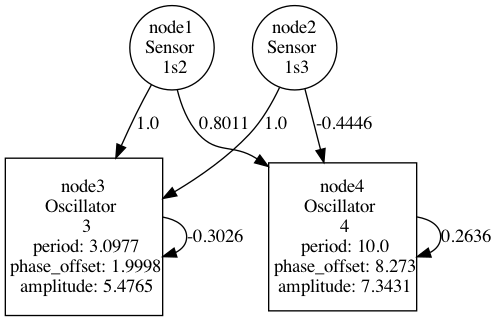 node1
Sensor
1s2
node2
Sensor
1s3
1.0
0.8011
1.0
-0.4446
node3
Oscillator
3
period: 3.0977
phase_offset: 1.9998
amplitude: 5.4765
-0.3026
node4
Oscillator
4
period: 10.0
phase_offset: 8.273
amplitude: 7.3431
0.2636